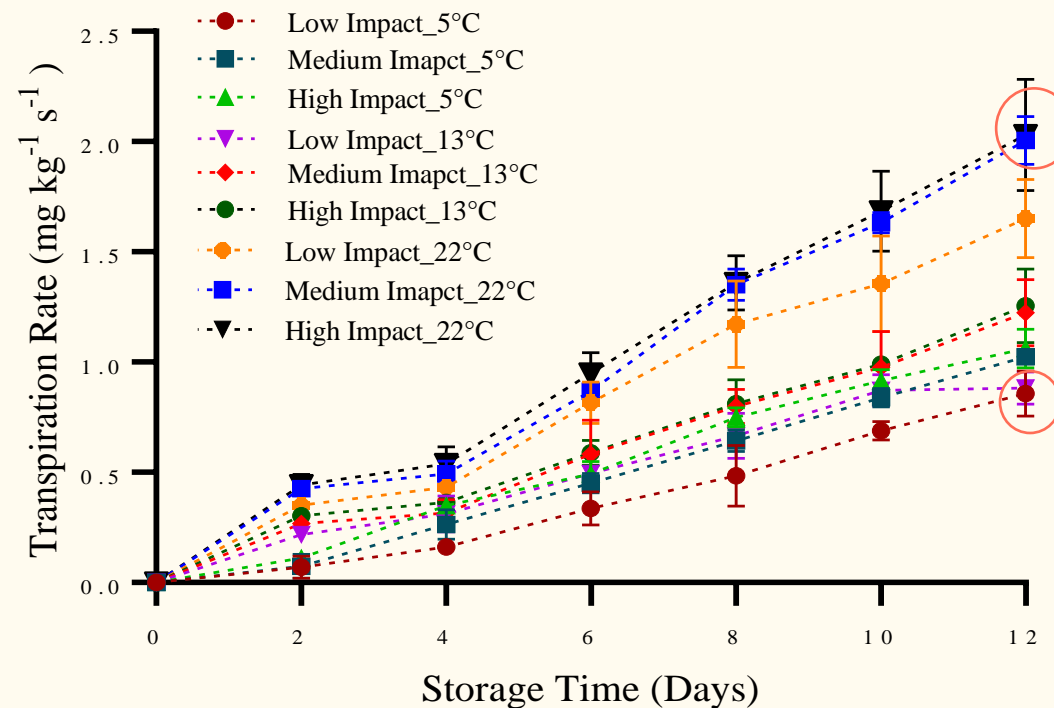 Low Impact_5°C
Medium Imapct_5°C
High Impact_5°C
Low Impact_13°C
Medium Imapct_13°C
High Impact_13°C
Low Impact_22°C
Medium Imapct_22°C
High Impact_22°C
Transpiration Rate (mg kg⁻¹ s⁻¹ )
2.5
2.0
1.5
1.0
0.5
0.0
0 2 4 6 8 10 12
Storage Time (Days)